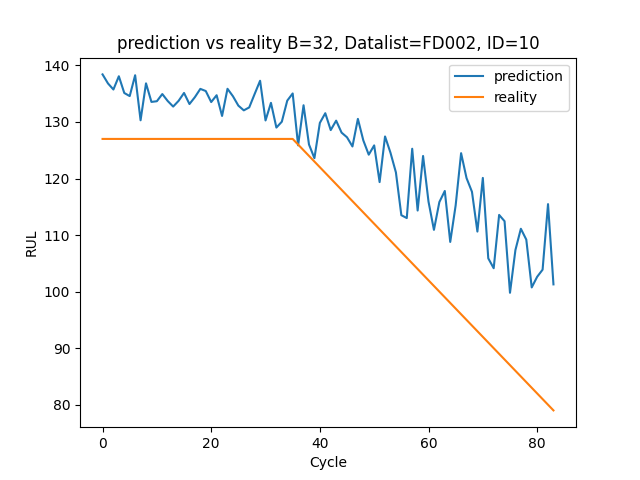 prediction vs reality B=32, Datalist=FD002, ID=10
prediction
reality
140
130
120
110
100
90
80
RUL
0 20 40 60 80
Cycle